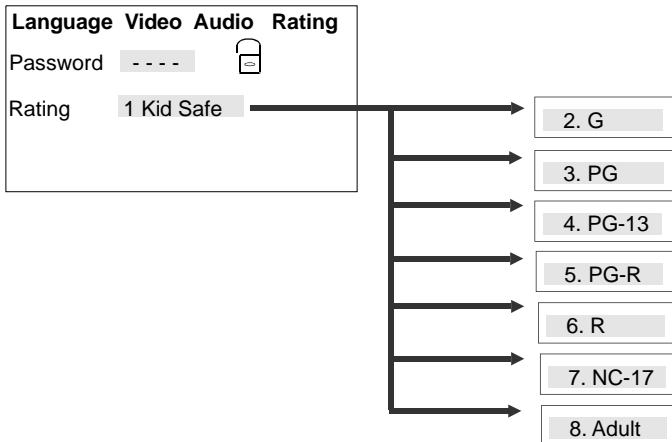 Language Video Audio Rating
Password - - - -
Rating 1 Kid Safe
2. G
3. PG
4. PG-13
5. PG-R
6. R
7. NC-17
8. Adult